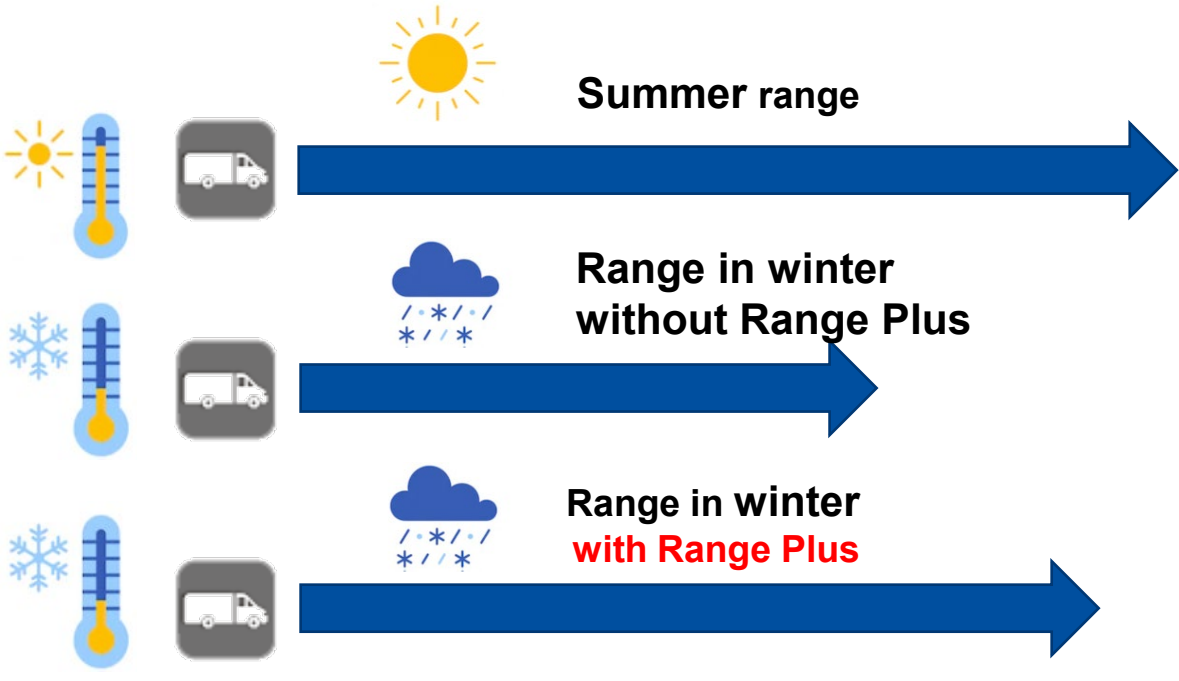 Summer range
Range in winter
without Range Plus
Range in winter
with Range Plus